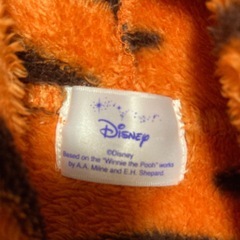 Disney
©Disney
Based on the "Winnie the Pooh" works
by A.A. Milne and E.H. Shepard.